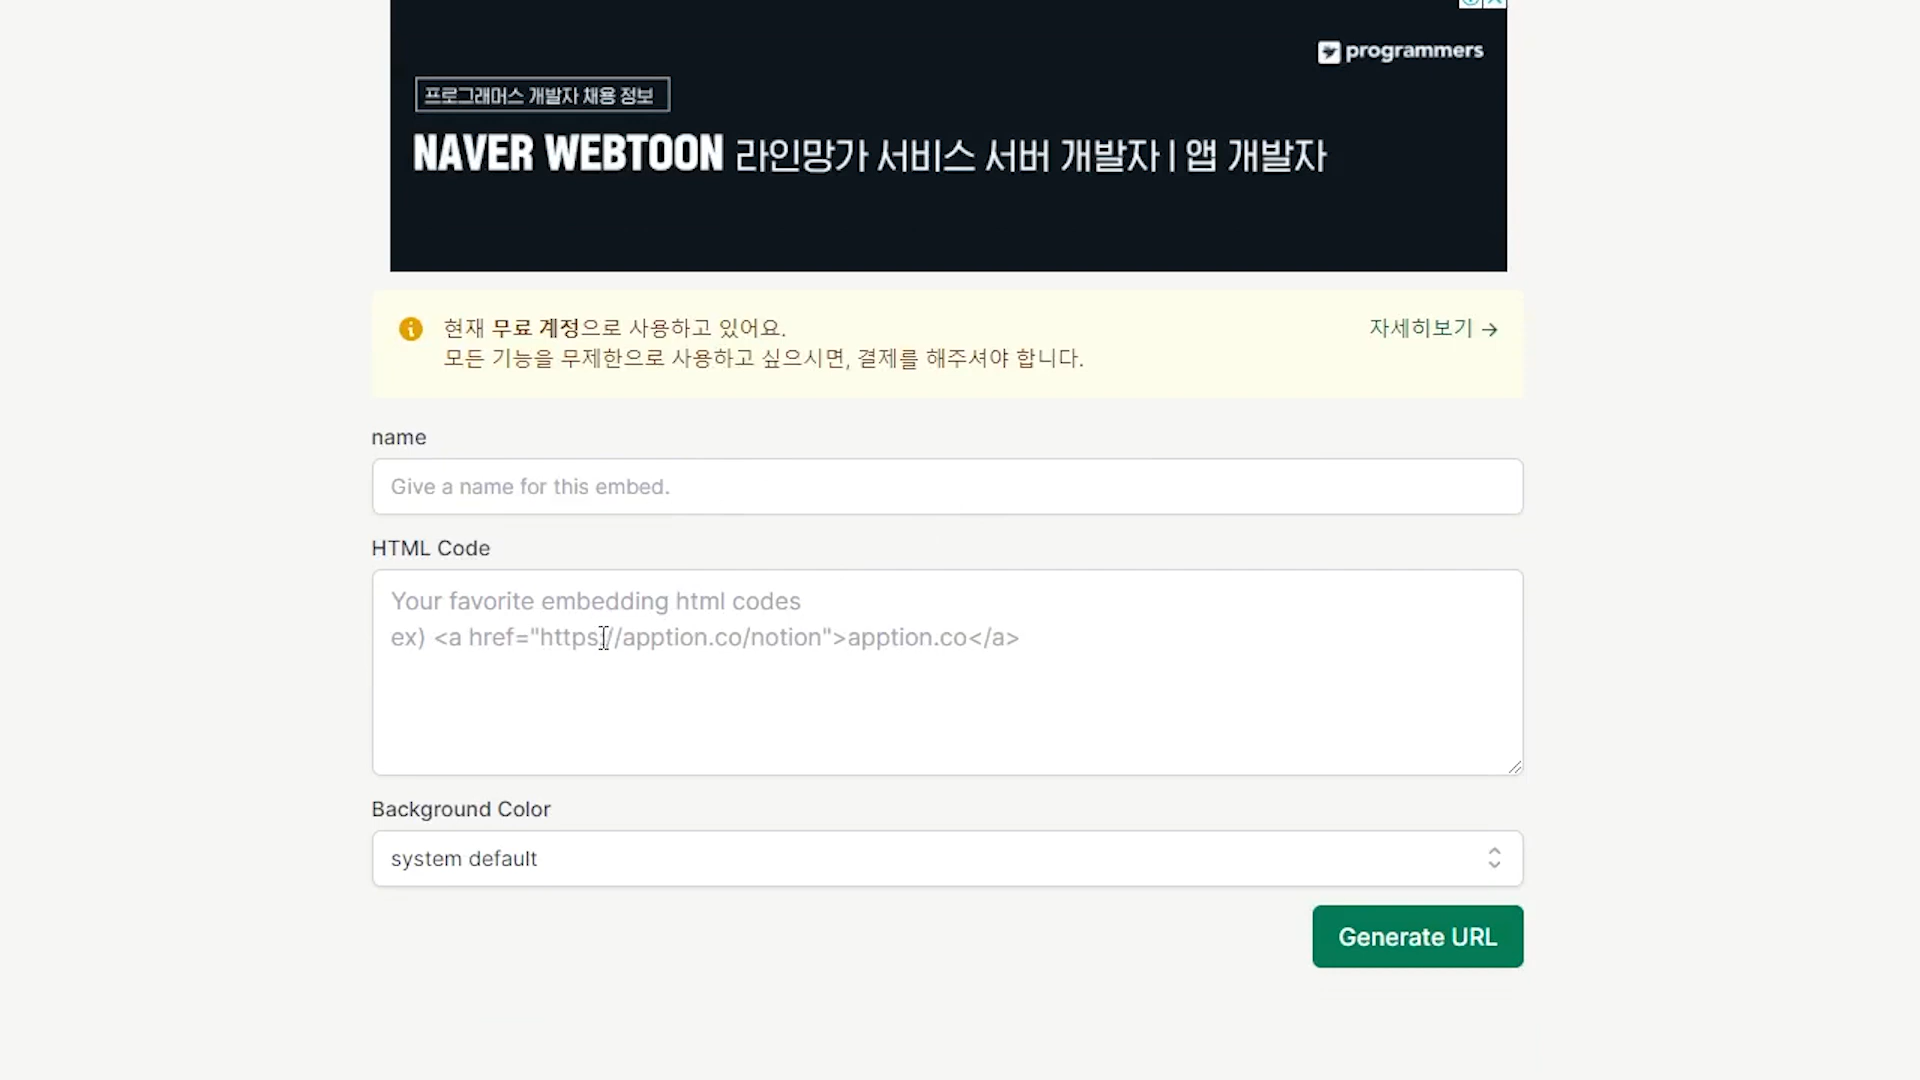 programmers
프로그래머스 개발자 채용 정보
NAVER WEBTOON 라인망가 서비스 서버 개발자 | 앱 개발자
현재 무료 계정으로 사용하고 있어요.
자세히보기 →
모든 기능을 무제한으로 사용하고 싶으시면, 결제를 해주셔야 합니다.
name
Give a name for this embed.
HTML Code
Your favorite embedding html codes
ex) <a href="https://apption.co/notion">apption.co</a>
Background Color
system default
Generate URL